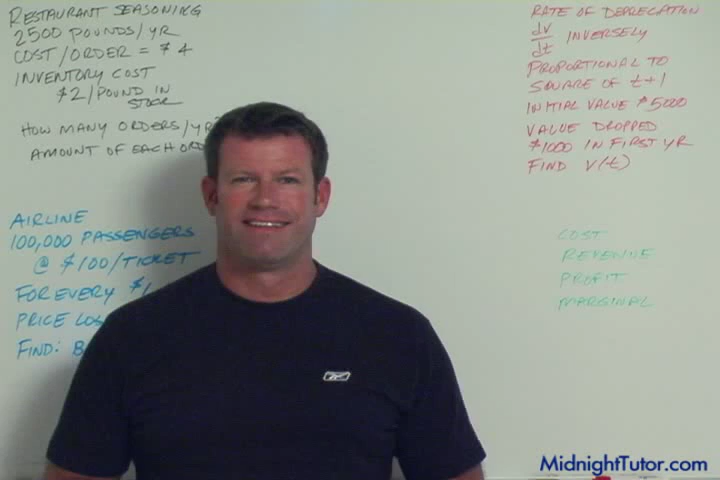 RESTAURANT SEASONING
2500 POUNDS/YR
COST/ORDER = $4
INVENTORY COST
$2/POUND IN
STOCK
HOW MANY ORDERS/YR?
AMOUNT OF EACH ORD
AIRLINE
100,000 PASSENGERS
@ $100/TICKET
FOR EVERY $1
PRICE LOS
FIND: B
RATE OF DEPRECATION
dv/dt INVERSELY
PROPORTIONAL TO
SQUARE OF t+1
INITIAL VALUE $5000
VALUE DROPPED
$1000 IN FIRST YR
FIND V(t)
COST
REVENUE
PROFIT
MARGINAL
MidnightTutor.com